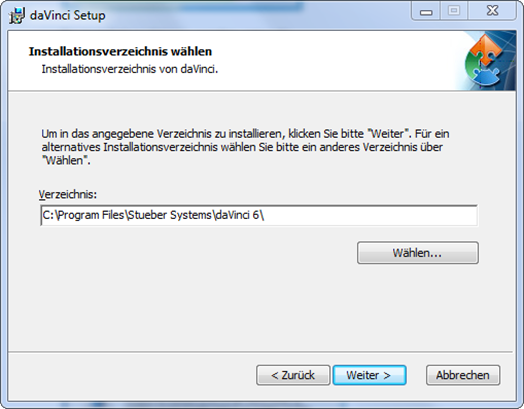 daVinci Setup
Installationsverzeichnis wählen
Installationsverzeichnis von daVinci.
Um in das angegebene Verzeichnis zu installieren, klicken Sie bitte "Weiter". Für ein
alternatives Installationsverzeichnis wählen Sie bitte ein anderes Verzeichnis über
"Wählen".
Verzeichnis:
C:\Program Files\Stueber Systems\daVinci 6\
Wählen...
< Zurück
Weiter >
Abbrechen